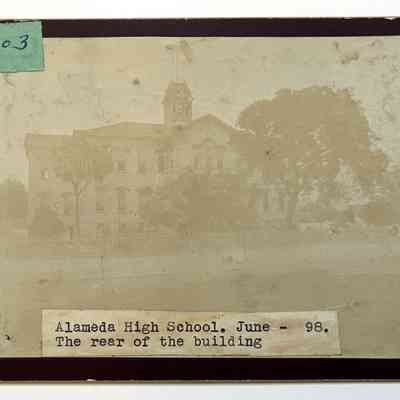 03
Alameda High School. June - 98.
The rear of the building